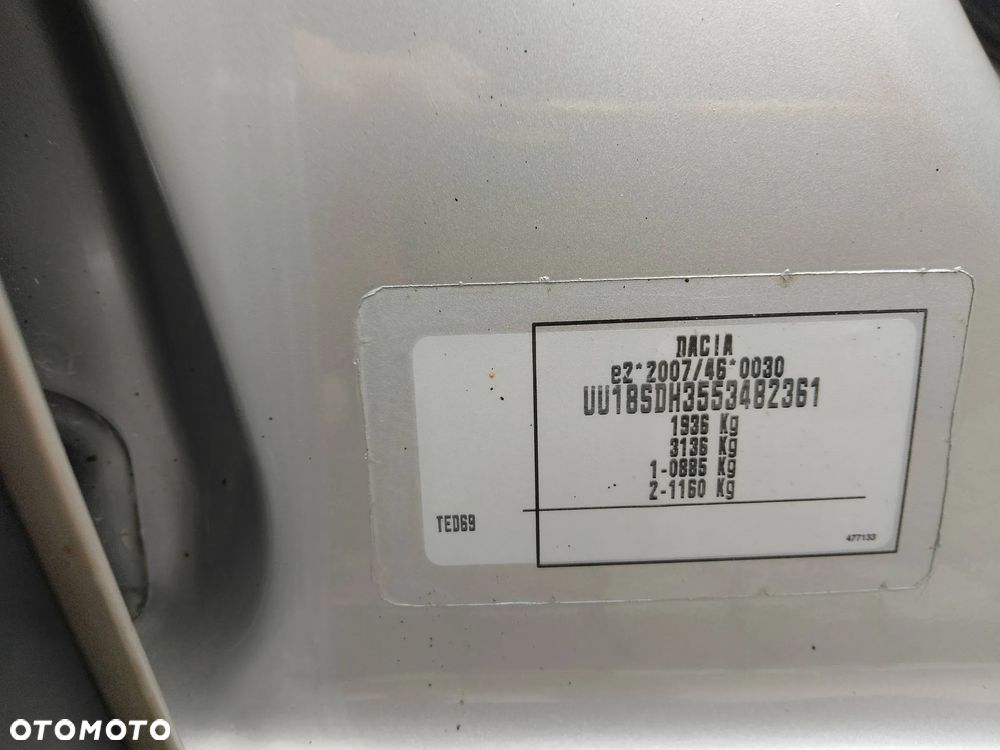 DACIA
e2*2007/46*0030
UU18SDH3553482361
1936 Kg
3136 Kg
1-0885 Kg
2-1160 Kg
TED69
477133
OTOMOTO